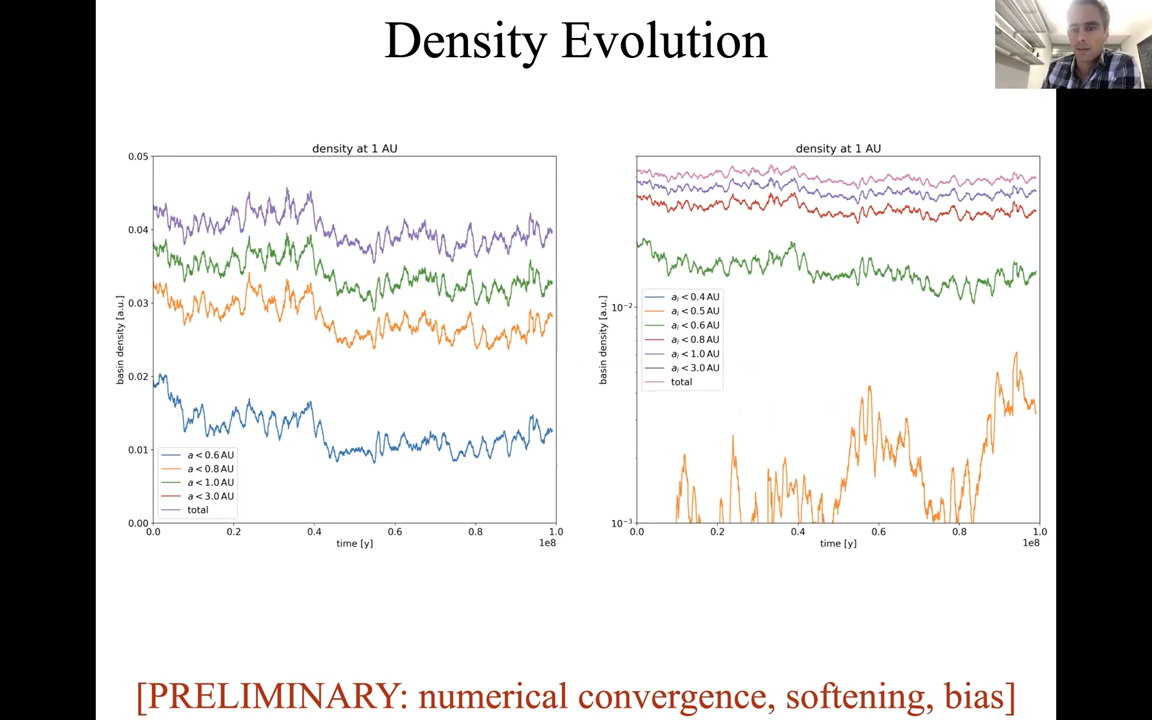 Density Evolution
density at 1 AU
basin density [a.u.]
0.05
0.04
0.03
0.02
0.01
0.00
a < 0.6 AU
a < 0.8 AU
a < 1.0 AU
a < 3.0 AU
total
0.0 0.2 0.4 0.6 0.8 1.0
1e8
time [y]
density at 1 AU
basin density [a.u.]
10⁻²
10⁻³
aᵢ < 0.4 AU
aᵢ < 0.5 AU
aᵢ < 0.6 AU
aᵢ < 0.8 AU
aᵢ < 1.0 AU
aᵢ < 3.0 AU
total
0.0 0.2 0.4 0.6 0.8 1.0
1e8
time [y]
[PRELIMINARY: numerical convergence, softening, bias]